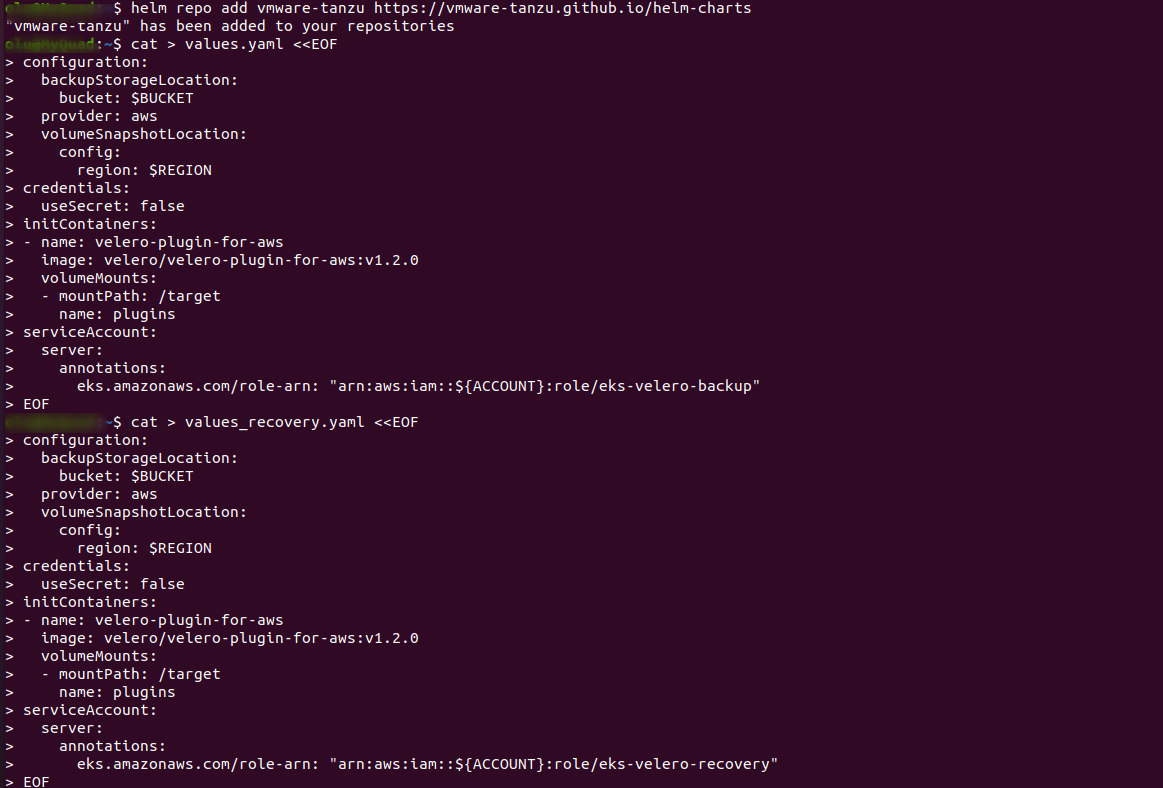 $ helm repo add vmware-tanzu https://vmware-tanzu.github.io/helm-charts
"vmware-tanzu" has been added to your repositories
:~$ cat > values.yaml <<EOF
> configuration:
>   backupStorageLocation:
>     bucket: $BUCKET
>   provider: aws
>   volumeSnapshotLocation:
>     config:
>       region: $REGION
> credentials:
>   useSecret: false
> initContainers:
> - name: velero-plugin-for-aws
>   image: velero/velero-plugin-for-aws:v1.2.0
>   volumeMounts:
>   - mountPath: /target
>     name: plugins
> serviceAccount:
>   server:
>     annotations:
>       eks.amazonaws.com/role-arn: "arn:aws:iam::${ACCOUNT}:role/eks-velero-backup"
> EOF
~$ cat > values_recovery.yaml <<EOF
> configuration:
>   backupStorageLocation:
>     bucket: $BUCKET
>   provider: aws
>   volumeSnapshotLocation:
>     config:
>       region: $REGION
> credentials:
>   useSecret: false
> initContainers:
> - name: velero-plugin-for-aws
>   image: velero/velero-plugin-for-aws:v1.2.0
>   volumeMounts:
>   - mountPath: /target
>     name: plugins
> serviceAccount:
>   server:
>     annotations:
>       eks.amazonaws.com/role-arn: "arn:aws:iam::${ACCOUNT}:role/eks-velero-recovery"
> EOF